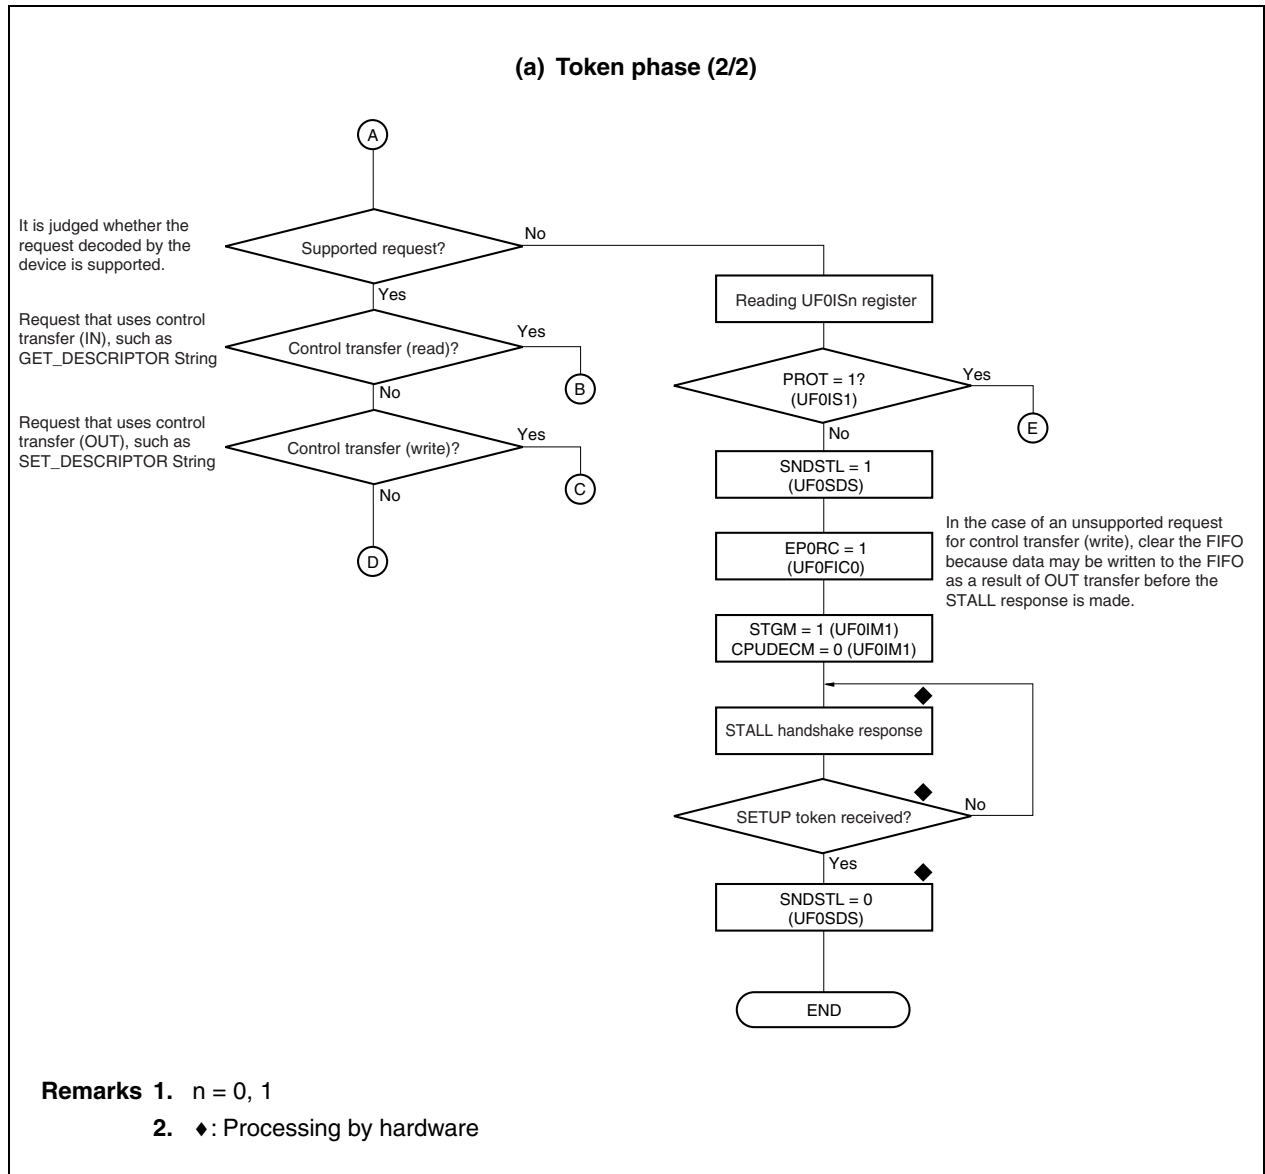 (a) Token phase (2/2)
A
It is judged whether the
request decoded by the
device is supported.
Supported request?
No
Yes
Reading UF0ISn register
Request that uses control
transfer (IN), such as
GET_DESCRIPTOR String
Control transfer (read)?
Yes
B
No
PROT = 1?
(UF0IS1)
Yes
E
No
Request that uses control
transfer (OUT), such as
SET_DESCRIPTOR String
Control transfer (write)?
Yes
C
No
D
SNDSTL = 1
(UF0SDS)
EP0RC = 1
(UF0FIC0)
In the case of an unsupported request
for control transfer (write), clear the FIFO
because data may be written to the FIFO
as a result of OUT transfer before the
STALL response is made.
STGM = 1 (UF0IM1)
CPUDECM = 0 (UF0IM1)
◆
STALL handshake response
◆
SETUP token received?
No
Yes
◆
SNDSTL = 0
(UF0SDS)
END
Remarks 1. n = 0, 1
2. ♦: Processing by hardware